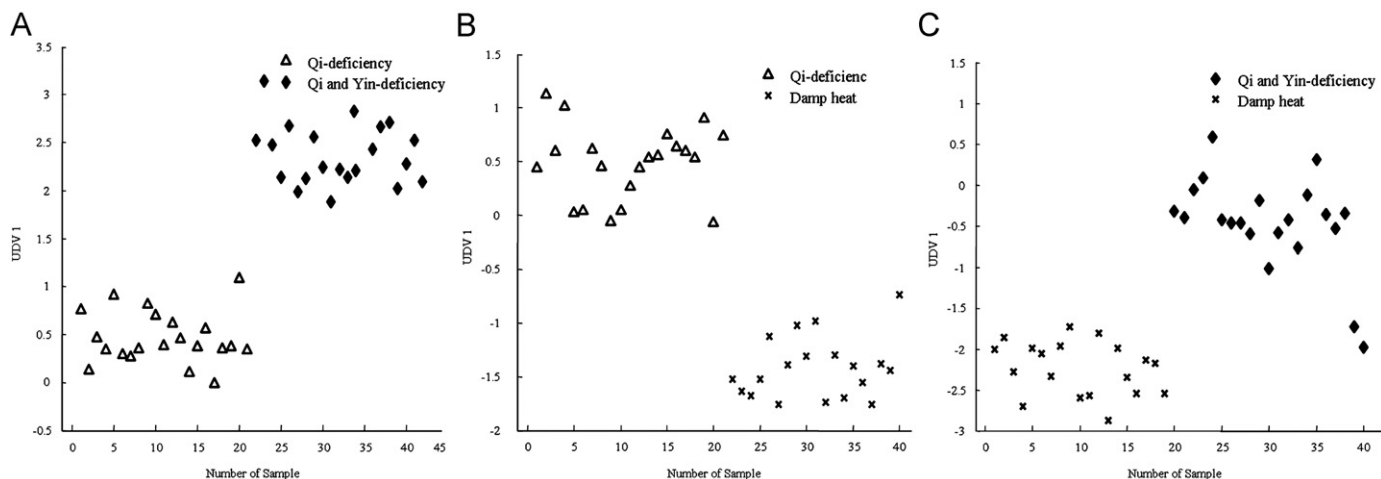 A
3.5
3
2.5
2
1.5
1
0.5
0
-0.5
UDV 1
Qi-deficiency
Qi and Yin-deficiency
0 5 10 15 20 25 30 35 40 45
Number of Sample
B
1.5
1
0.5
0
-0.5
-1
-1.5
-2
UDV 1
Qi-deficienc
Damp heat
0 5 10 15 20 25 30 35 40
Number of Sample
C
1.5
1
0.5
0
-0.5
-1
-1.5
-2
-2.5
-3
UDV 1
Qi and Yin-deficiency
Damp heat
0 5 10 15 20 25 30 35 40
Number of Sample